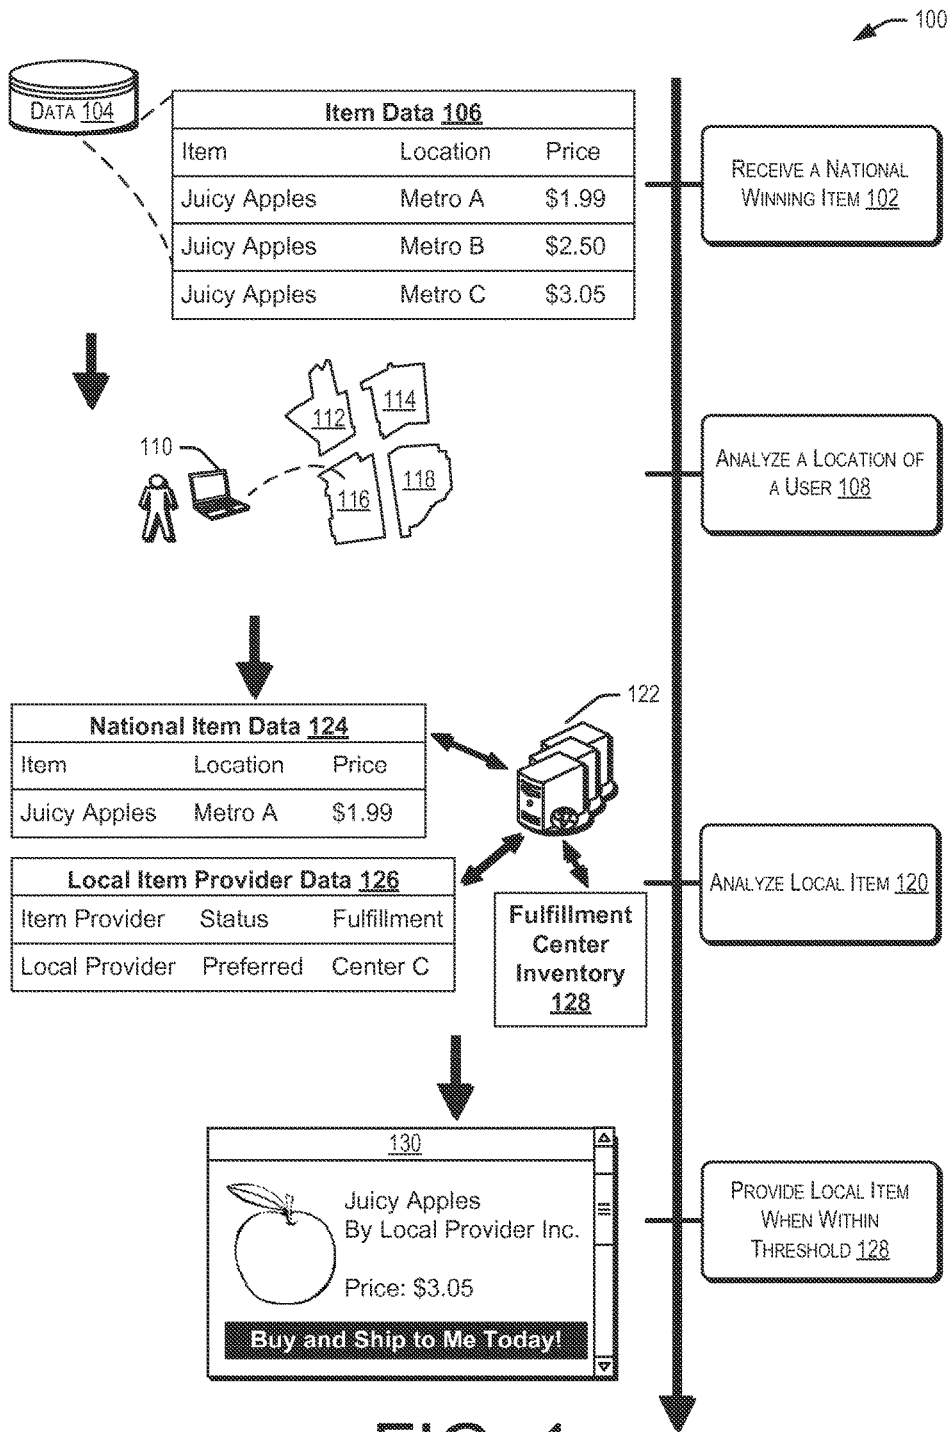 100
DATA 104
Item Data 106
Item Location Price
Juicy Apples Metro A $1.99
Juicy Apples Metro B $2.50
Juicy Apples Metro C $3.05
RECEIVE A NATIONAL
WINNING ITEM 102
112
114
110
116
118
ANALYZE A LOCATION OF
A USER 108
122
National Item Data 124
Item Location Price
Juicy Apples Metro A $1.99
Local Item Provider Data 126
Item Provider Status Fulfillment
Local Provider Preferred Center C
Fulfillment
Center
Inventory
128
ANALYZE LOCAL ITEM 120
130
Juicy Apples
By Local Provider Inc.
Price: $3.05
Buy and Ship to Me Today!
PROVIDE LOCAL ITEM
WHEN WITHIN
THRESHOLD 128
FIG. 1